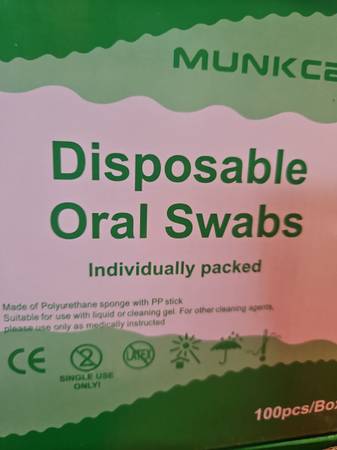 MUNKCA
Disposable
Oral Swabs
Individually packed
Made of Polyurethane sponge with PP stick
Suitable for use with liquid or cleaning gel. For other cleaning agents,
please use only as medically instructed
CE 2 LATEX
SINGLE USE
ONLY!
100pcs/Box